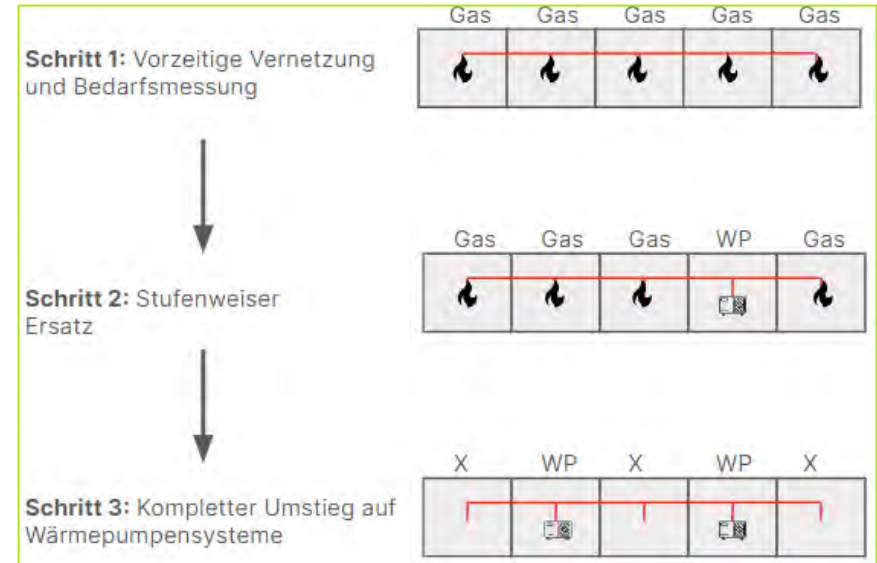 Gas Gas Gas Gas Gas
Schritt 1: Vorzeitige Vernetzung
und Bedarfsmessung
Gas Gas Gas WP Gas
Schritt 2: Stufenweiser
Ersatz
X WP X WP X
Schritt 3: Kompletter Umstieg auf
Wärmepumpensysteme